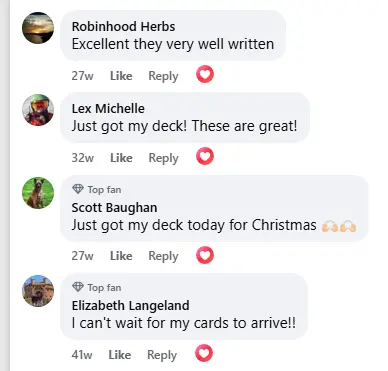 Robinhood Herbs
Excellent they very well written
27w Like Reply
Lex Michelle
Just got my deck! These are great!
32w Like Reply
Top fan
Scott Baughan
Just got my deck today for Christmas 🙌🏻🙌🏻
27w Like Reply
Top fan
Elizabeth Langeland
I can't wait for my cards to arrive!!
41w Like Reply